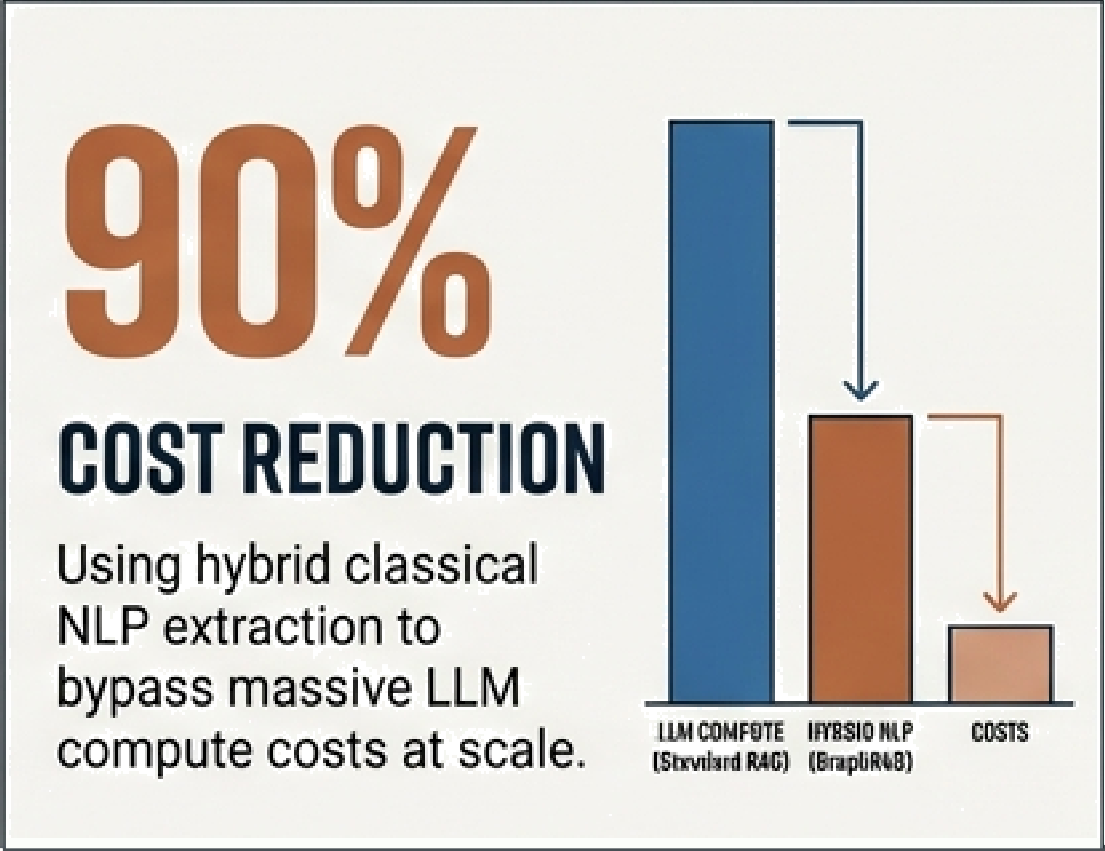 90%
COST REDUCTION
Using hybrid classical
NLP extraction to
bypass massive LLM
compute costs at scale.
LLM
NLP
COSTS